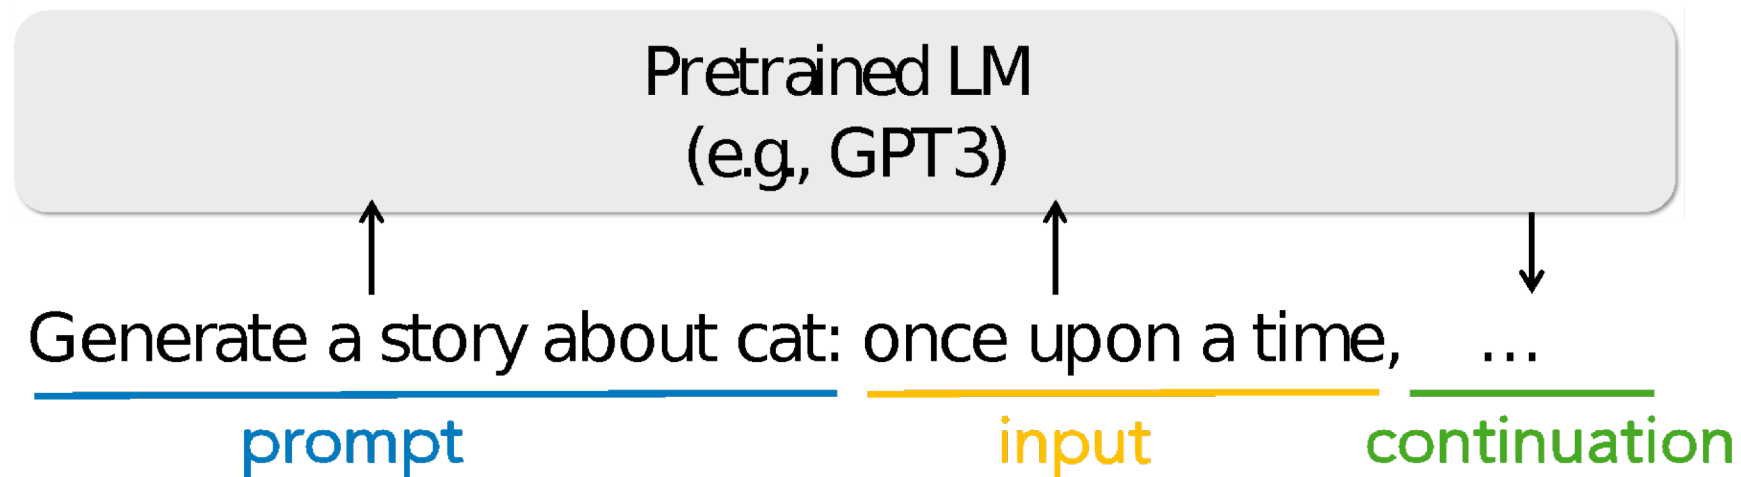 Pretrained LM
(e.g., GPT3)
Generate a story about cat: once upon a time, ...
prompt input continuation